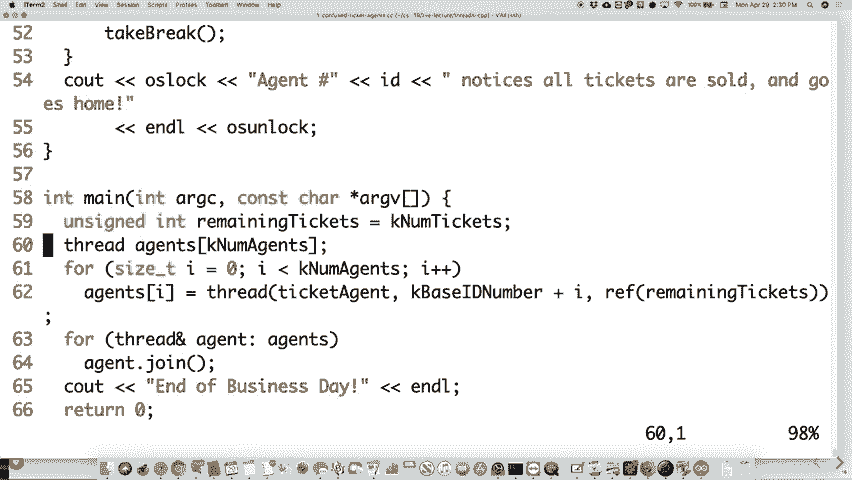 iTerm2 Shell Edit View Session Scripts Profiles Toolbelt Window Help 100% Mon Apr 29 2:30 PM
52 takeBreak();
53 }
54 cout << oslock << "Agent #" << id << " notices all tickets are sold, and go
es home!"
55 << endl << osunlock;
56 }
57
58 int main(int argc, const char *argv[]) {
59 unsigned int remainingTickets = kNumTickets;
60 thread agents[kNumAgents];
61 for (size_t i = 0; i < kNumAgents; i++)
62 agents[i] = thread(ticketAgent, kBaseIDNumber + i, ref(remainingTickets))
;
63 for (thread& agent: agents)
64 agent.join();
65 cout << "End of Business Day!" << endl;
66 return 0;
60,1 98%